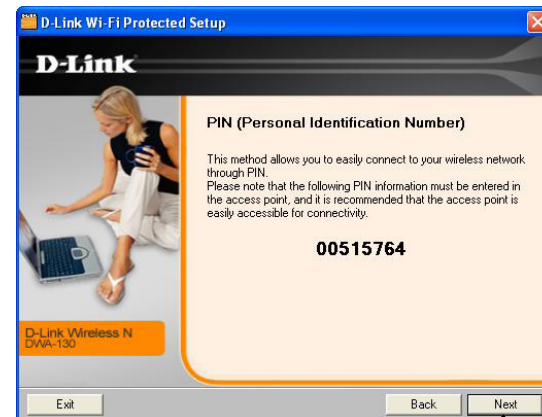 D-Link Wi-Fi Protected Setup
D-Link
PIN (Personal Identification Number)
This method allows you to easily connect to your wireless network
through PIN.
Please note that the following PIN information must be entered in
the access point, and it is recommended that the access point is
easily accessible for connectivity.
00515764
D-Link Wireless N
DWA-130
Exit
Back
Next